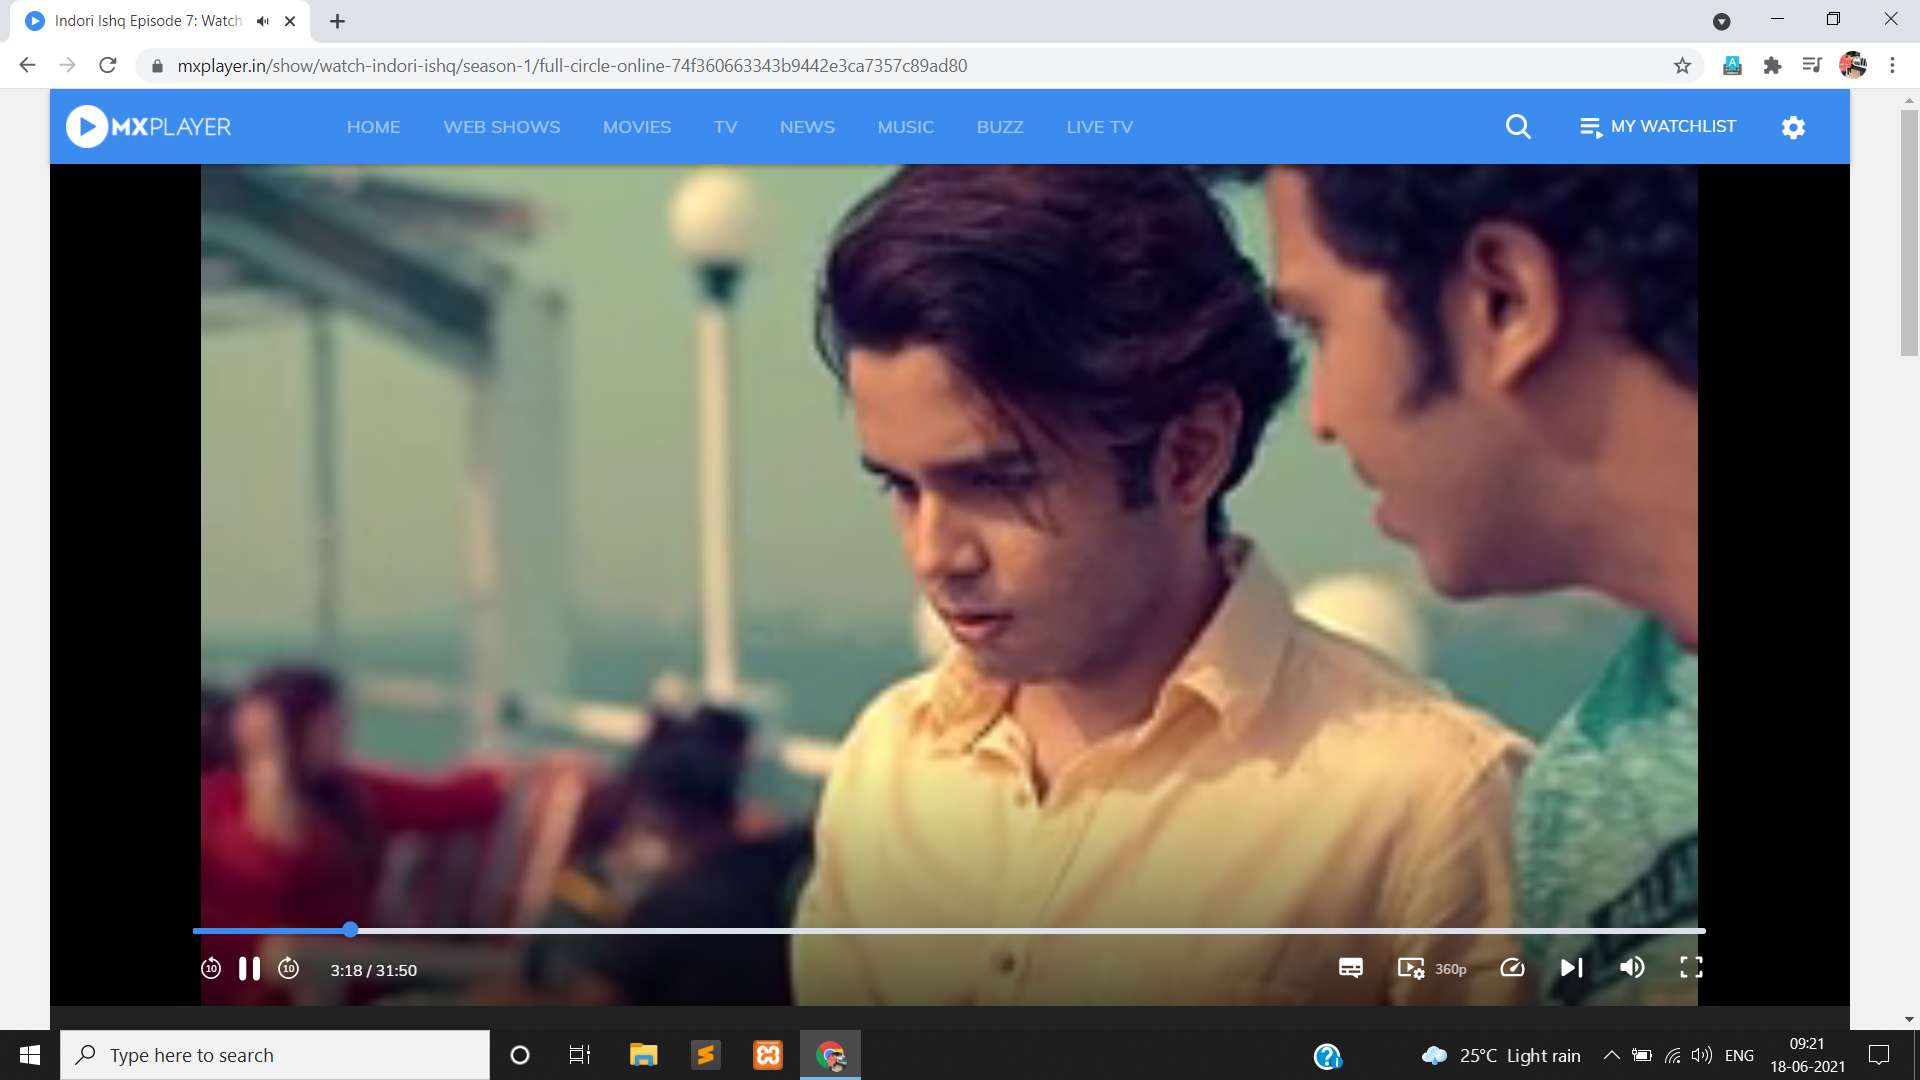 Indori Ishq Episode 7: Watch
mxplayer.in/show/watch-indori-ishq/season-1/full-circle-online-74f360663343b9442e3ca7357c89ad80
MXPLAYER HOME WEB SHOWS MOVIES TV NEWS MUSIC BUZZ LIVE TV MY WATCHLIST
10 10 3:18 / 31:50 360p
Type here to search 25°C Light rain ENG 09:21
18-06-2021